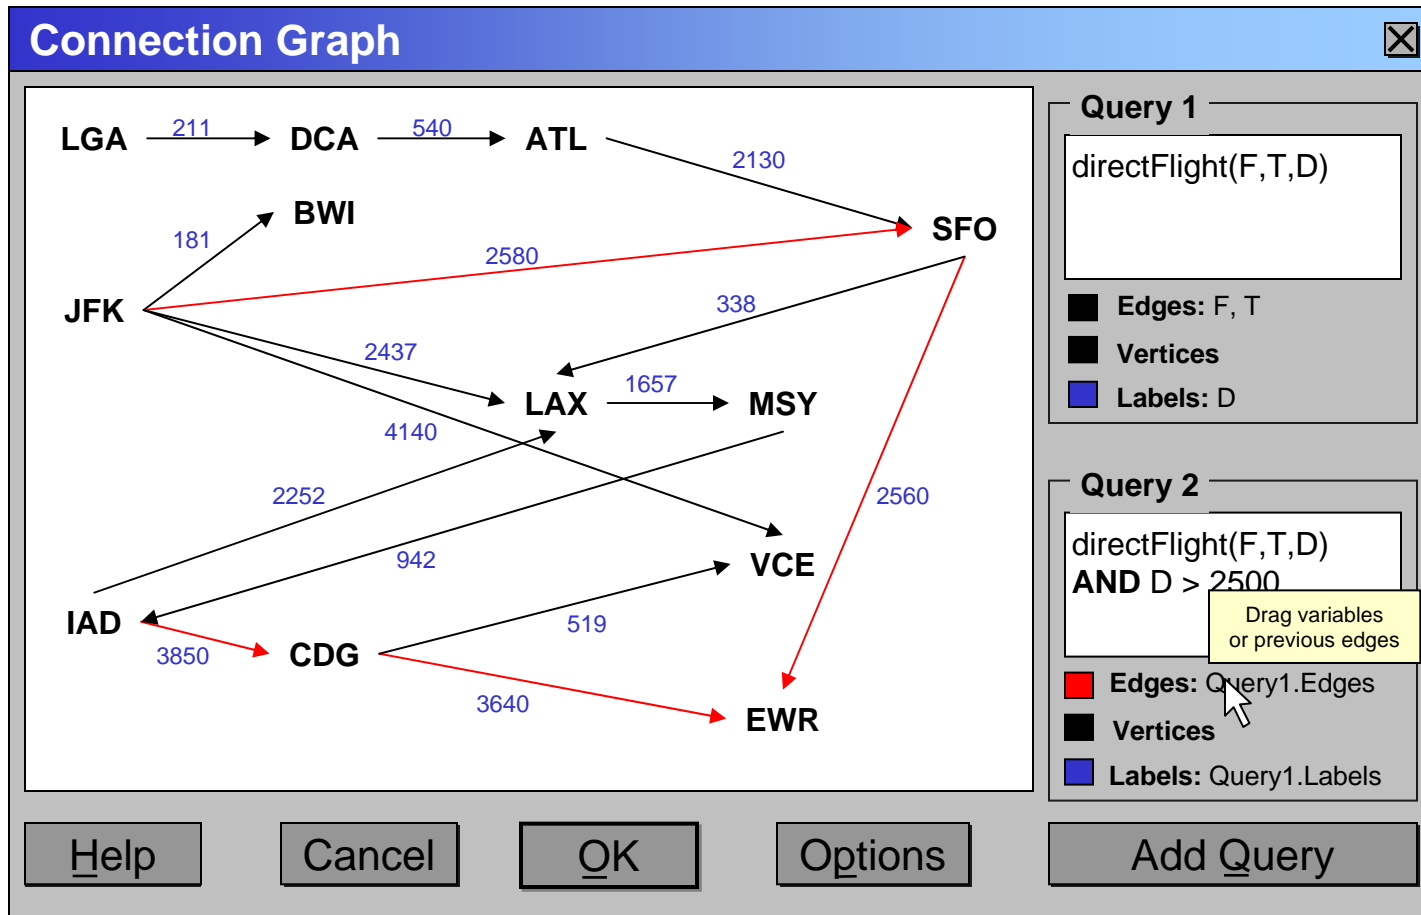 Connection Graph
LGA 211 DCA 540 ATL
2130
BWI
SFO
181
2580
JFK
338
2437
1657
LAX MSY
4140
2252
2560
942
VCE
IAD
519
3850
CDG
3640
EWR
Query 1
directFlight(F,T,D)
Edges: F, T
Vertices
Labels: D
Query 2
directFlight(F,T,D)
AND D > 2500
Drag variables
or previous edges
Edges: Query1.Edges
Vertices
Labels: Query1.Labels
Help Cancel OK Options Add Query